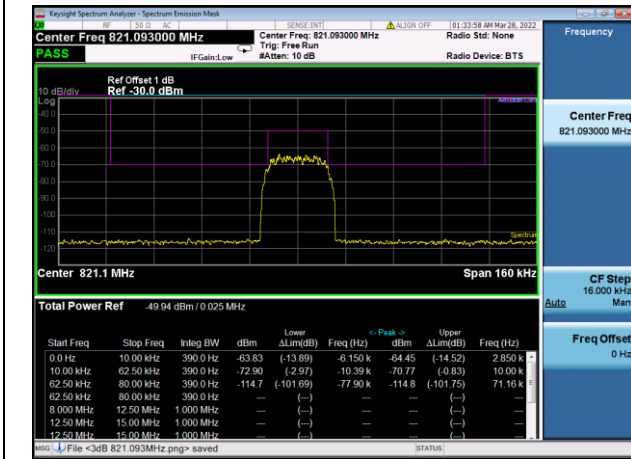 Keysight Spectrum Analyzer - Spectrum Emission Mask
RF 50 Ω AC SENSE:INT ALIGN OFF 01:33:58 AM Mar 28, 2022
Center Freq 821.093000 MHz Center Freq: 821.093000 MHz Radio Std: None
PASS Trig: Free Run
IFGain:Low #Atten: 10 dB Radio Device: BTS
Ref Offset 1 dB
10 dB/div Ref -30.0 dBm
Log
-40.0
-50.0
-60.0
-70.0
-80.0
-90.0
-100
-110
-120
Spectrum
Center 821.1 MHz Span 160 kHz
Total Power Ref -49.94 dBm / 0.025 MHz
Lower <- Peak -> Upper
Start Freq Stop Freq Integ BW dBm ΔLim(dB) Freq (Hz) dBm ΔLim(dB) Freq (Hz)
0.0 Hz 10.00 kHz 390.0 Hz -63.83 (-13.89) -6.150 k -64.45 (-14.52) 2.850 k
10.00 kHz 62.50 kHz 390.0 Hz -72.90 (-2.97) -10.39 k -70.77 (-0.83) 10.00 k
62.50 kHz 80.00 kHz 390.0 Hz -114.7 (-101.69) -77.90 k -114.8 (-101.75) 71.16 k
62.50 kHz 80.00 kHz 390.0 Hz --- (---) --- --- (---) ---
8.000 MHz 12.50 MHz 1.000 MHz --- (---) --- --- (---) ---
12.50 MHz 15.00 MHz 1.000 MHz --- (---) --- --- (---) ---
12.50 MHz 15.00 MHz 1.000 MHz --- (---) --- --- (---) ---
MSG File <3dB 821.093MHz.png> saved STATUS
Frequency
Center Freq
821.093000 MHz
CF Step
16.000 kHz
Auto Man
Freq Offset
0 Hz